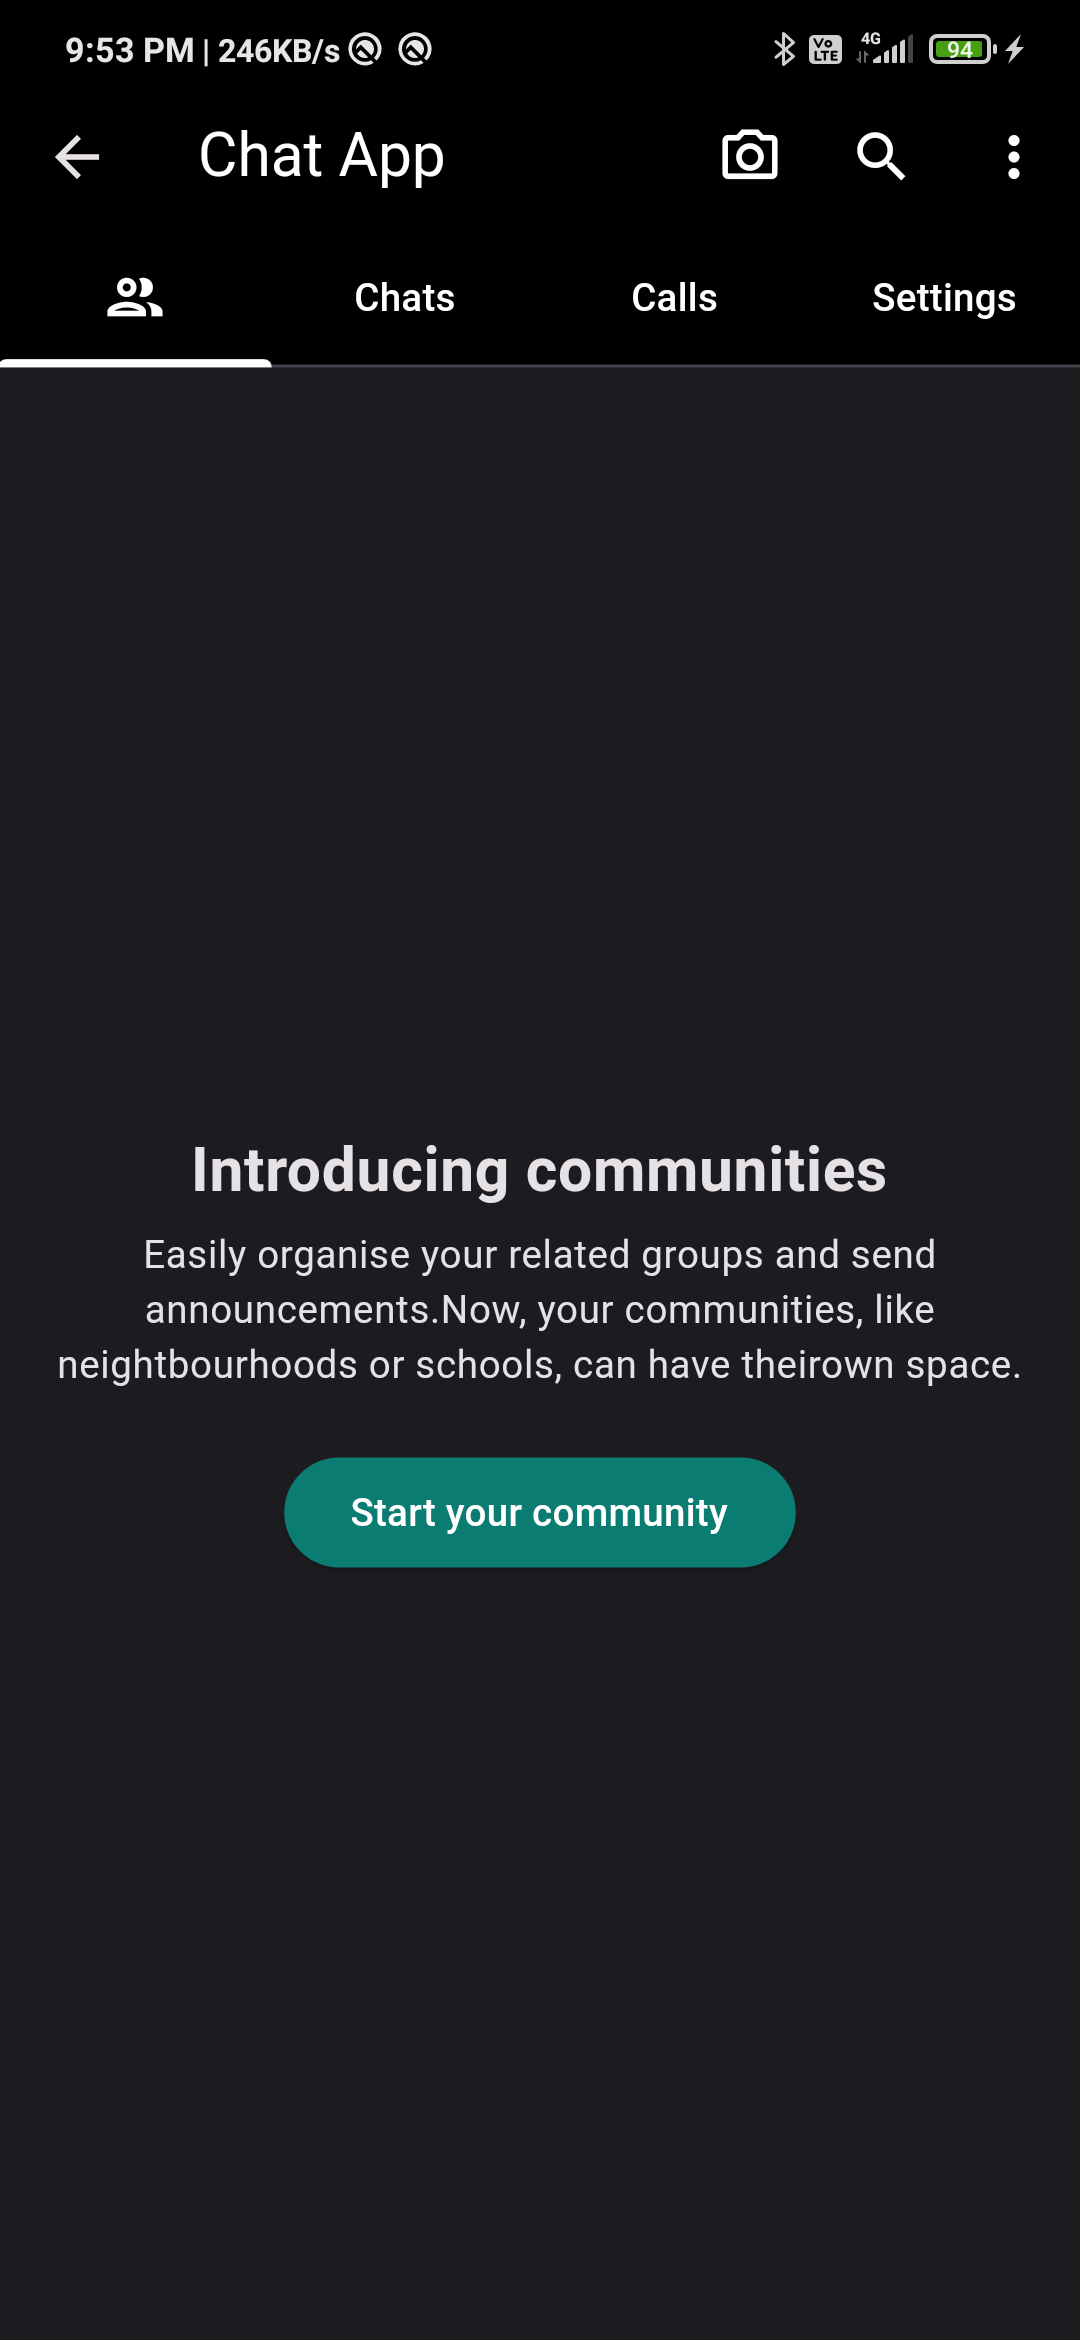 9:53 PM | 246KB/s Vo LTE 4G 94
Chat App
Chats Calls Settings
Introducing communities
Easily organise your related groups and send
announcements.Now, your communities, like
neightbourhoods or schools, can have theirown space.
Start your community